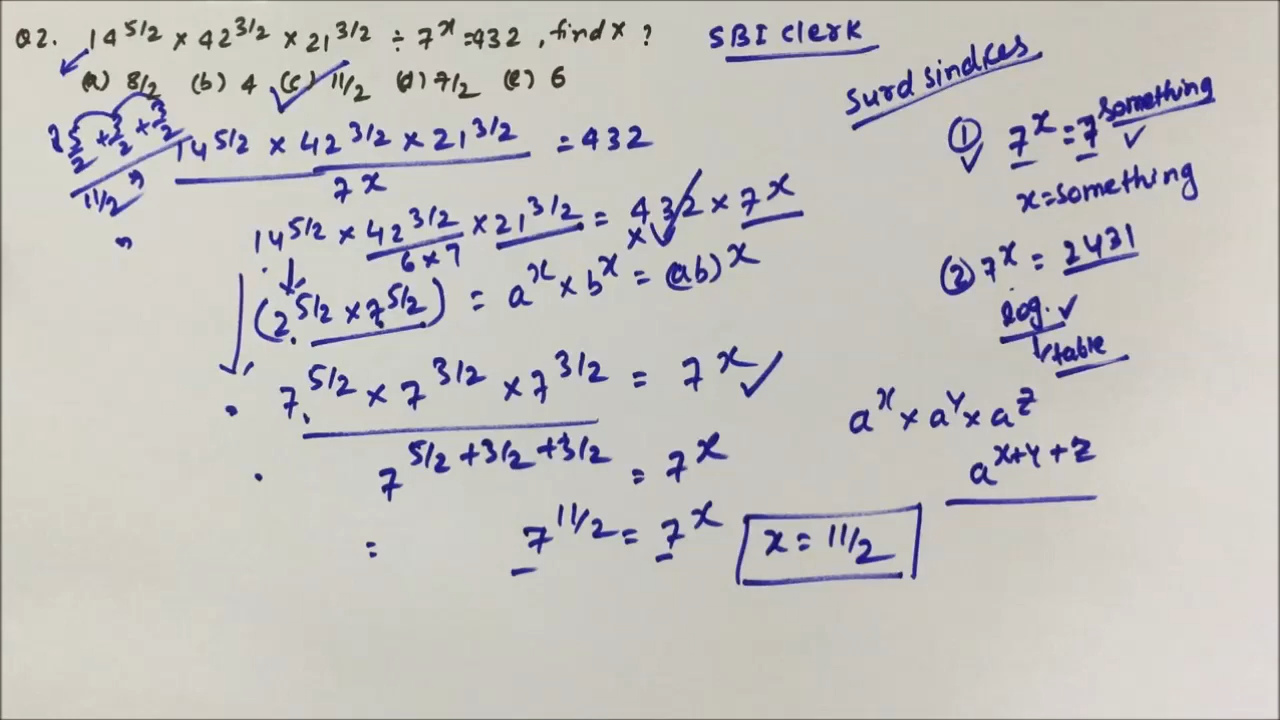 Q2. 14^5/2 × 42^3/2 × 21^3/2 ÷ 7^x = 432 , find x ?
(a) 8/2 (b) 4 (c) 11/2 (d) 7/2 (e) 6
SBI clerk
5/2 + 3/2 + 3/2
11/2
14^5/2 × 42^3/2 × 21^3/2 = 432
7^x
14^5/2 × 42^3/2 × 21^3/2 = 432 × 7^x
6×7
(2^5/2 × 7^5/2) = a^x × b^x = (ab)^x
7^5/2 × 7^3/2 × 7^3/2 = 7^x
7^5/2+3/2+3/2 = 7^x
= 7^11/2 = 7^x
x = 11/2
Surdsindices
① 7^x = 7^something
x=something
② 7^x = 2431
log.
table
a^x × a^y × a^z
a^x+y+z